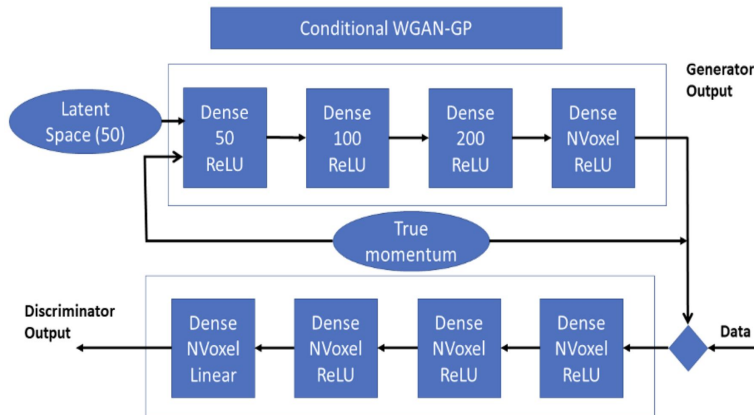 Conditional WGAN-GP
Generator
Output
Latent
Space (50)
Dense
50
ReLU
Dense
100
ReLU
Dense
200
ReLU
Dense
NVoxel
ReLU
True
momentum
Discriminator
Output
Dense
NVoxel
Linear
Dense
NVoxel
ReLU
Dense
NVoxel
ReLU
Dense
NVoxel
ReLU
Data